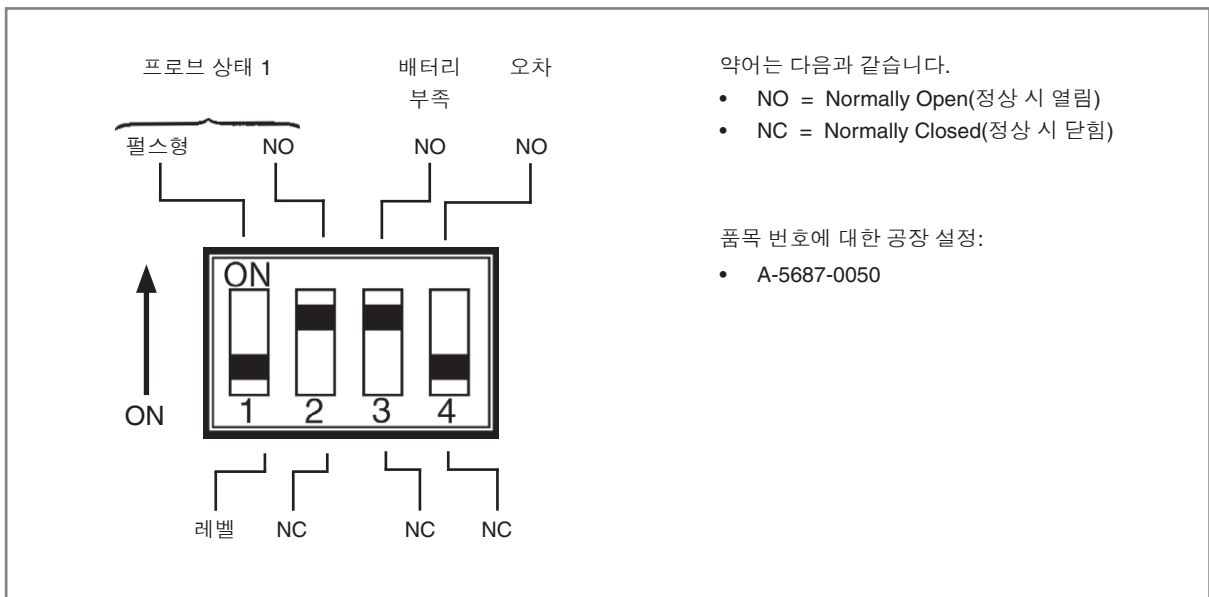 프로브 상태 1
배터리
부족
오차
펄스형
NO
NO
NO
ON
1
2
3
4
ON
레벨
NC
NC
NC
약어는 다음과 같습니다.
• NO = Normally Open(정상 시 열림)
• NC = Normally Closed(정상 시 닫힘)
품목 번호에 대한 공장 설정:
• A-5687-0050